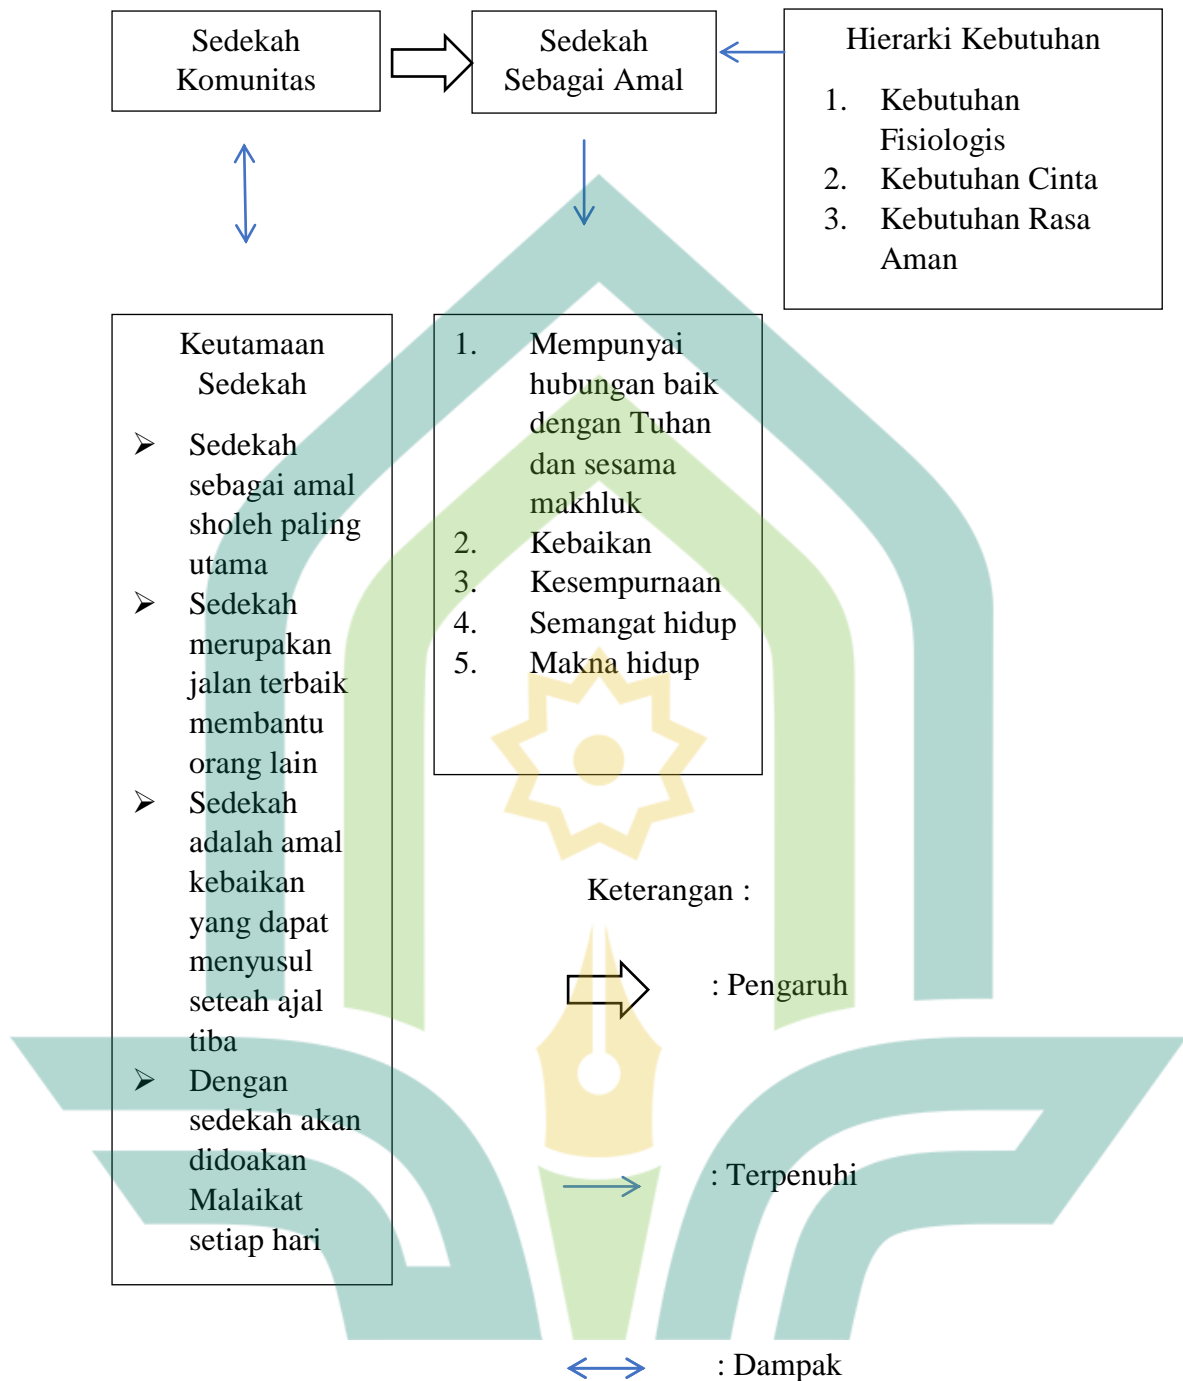 Sedekah
Komunitas
Sedekah
Sebagai Amal
Hierarki Kebutuhan
1. Kebutuhan
Fisiologis
2. Kebutuhan Cinta
3. Kebutuhan Rasa
Aman
Keutamaan
Sedekah
➢ Sedekah
sebagai amal
sholeh paling
utama
➢ Sedekah
merupakan
jalan terbaik
membantu
orang lain
➢ Sedekah
adalah amal
kebaikan
yang dapat
menyusul
seteah ajal
tiba
➢ Dengan
sedekah akan
didoakan
Malaikat
setiap hari
1. Mempunyai
hubungan baik
dengan Tuhan
dan sesama
makhluk
2. Kebaikan
3. Kesempurnaan
4. Semangat hidup
5. Makna hidup
Keterangan :
: Pengaruh
: Terpenuhi
: Dampak